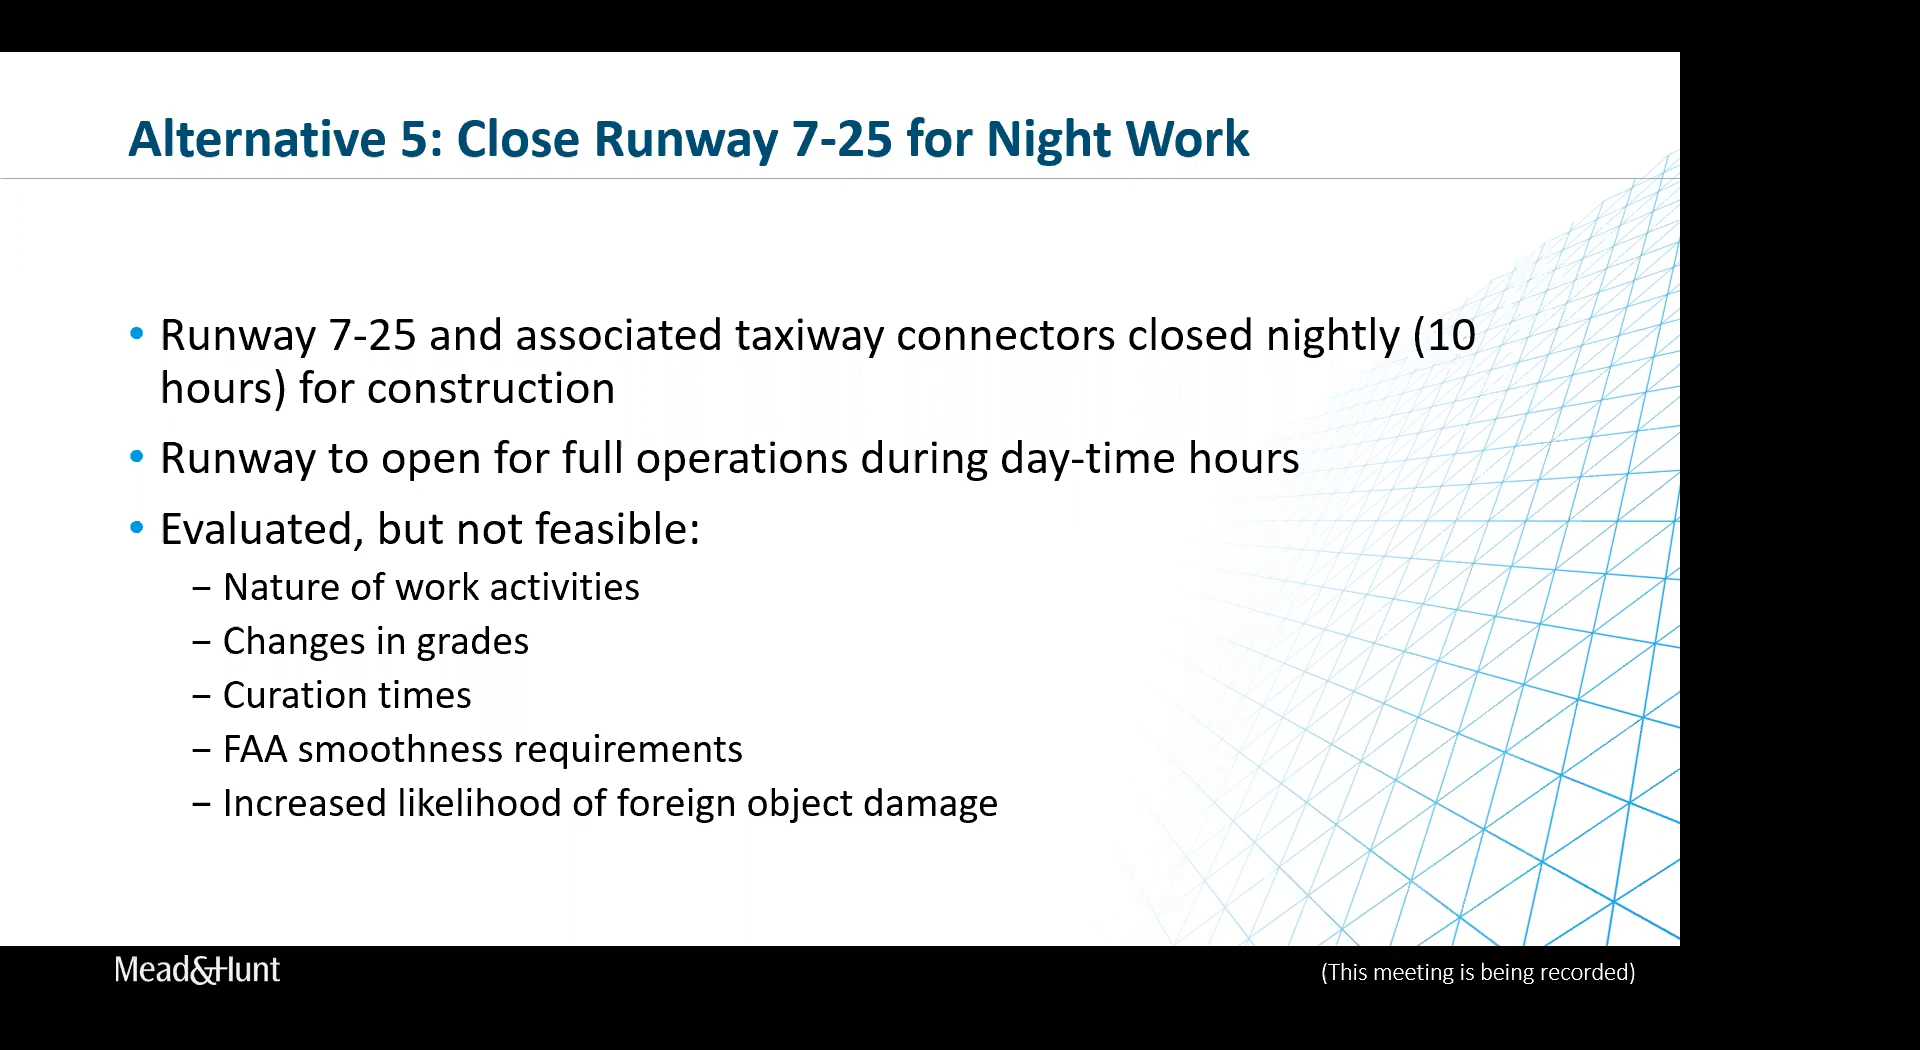 Alternative 5: Close Runway 7-25 for Night Work
• Runway 7-25 and associated taxiway connectors closed nightly (10
hours) for construction
• Runway to open for full operations during day-time hours
• Evaluated, but not feasible:
– Nature of work activities
– Changes in grades
– Curation times
– FAA smoothness requirements
– Increased likelihood of foreign object damage
Mead&Hunt
(This meeting is being recorded)